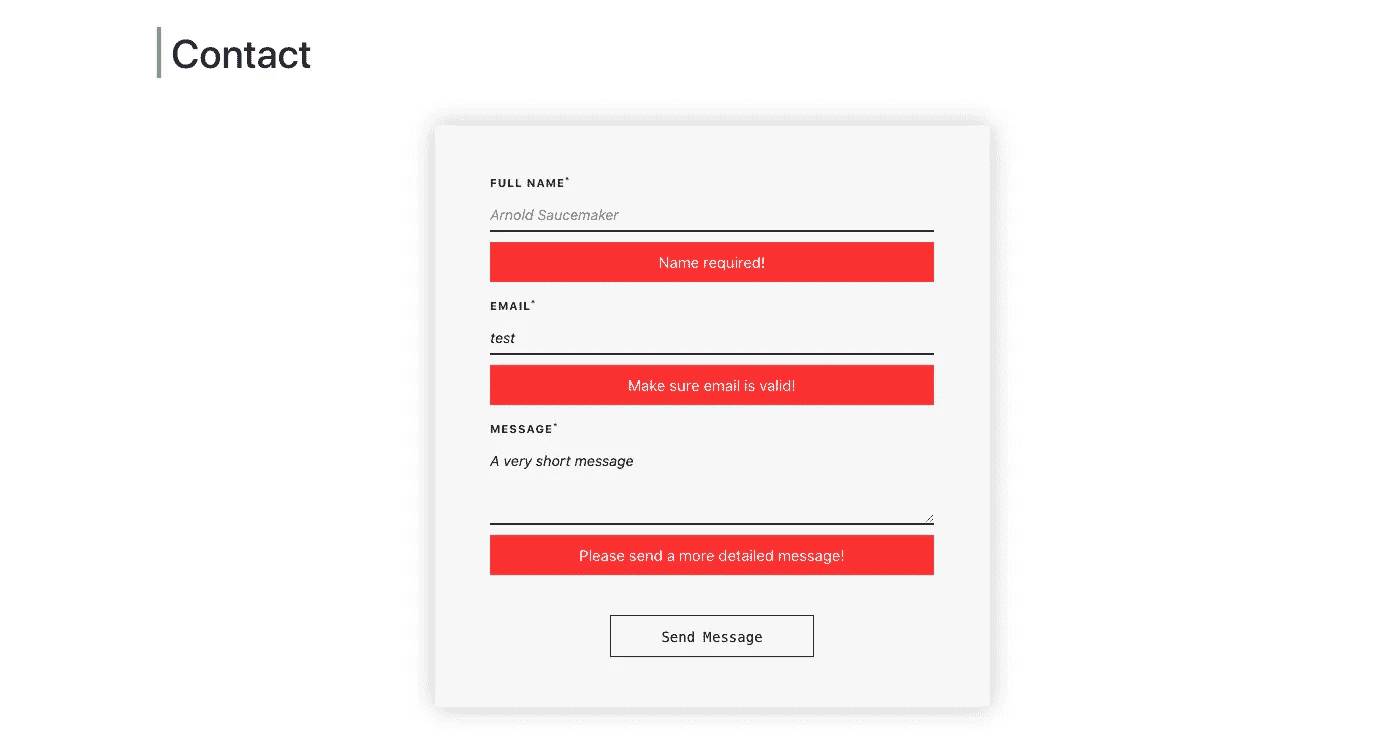 Contact
FULL NAME*
Arnold Saucemaker
Name required!
EMAIL*
test
Make sure email is valid!
MESSAGE*
A very short message
Please send a more detailed message!
Send Message